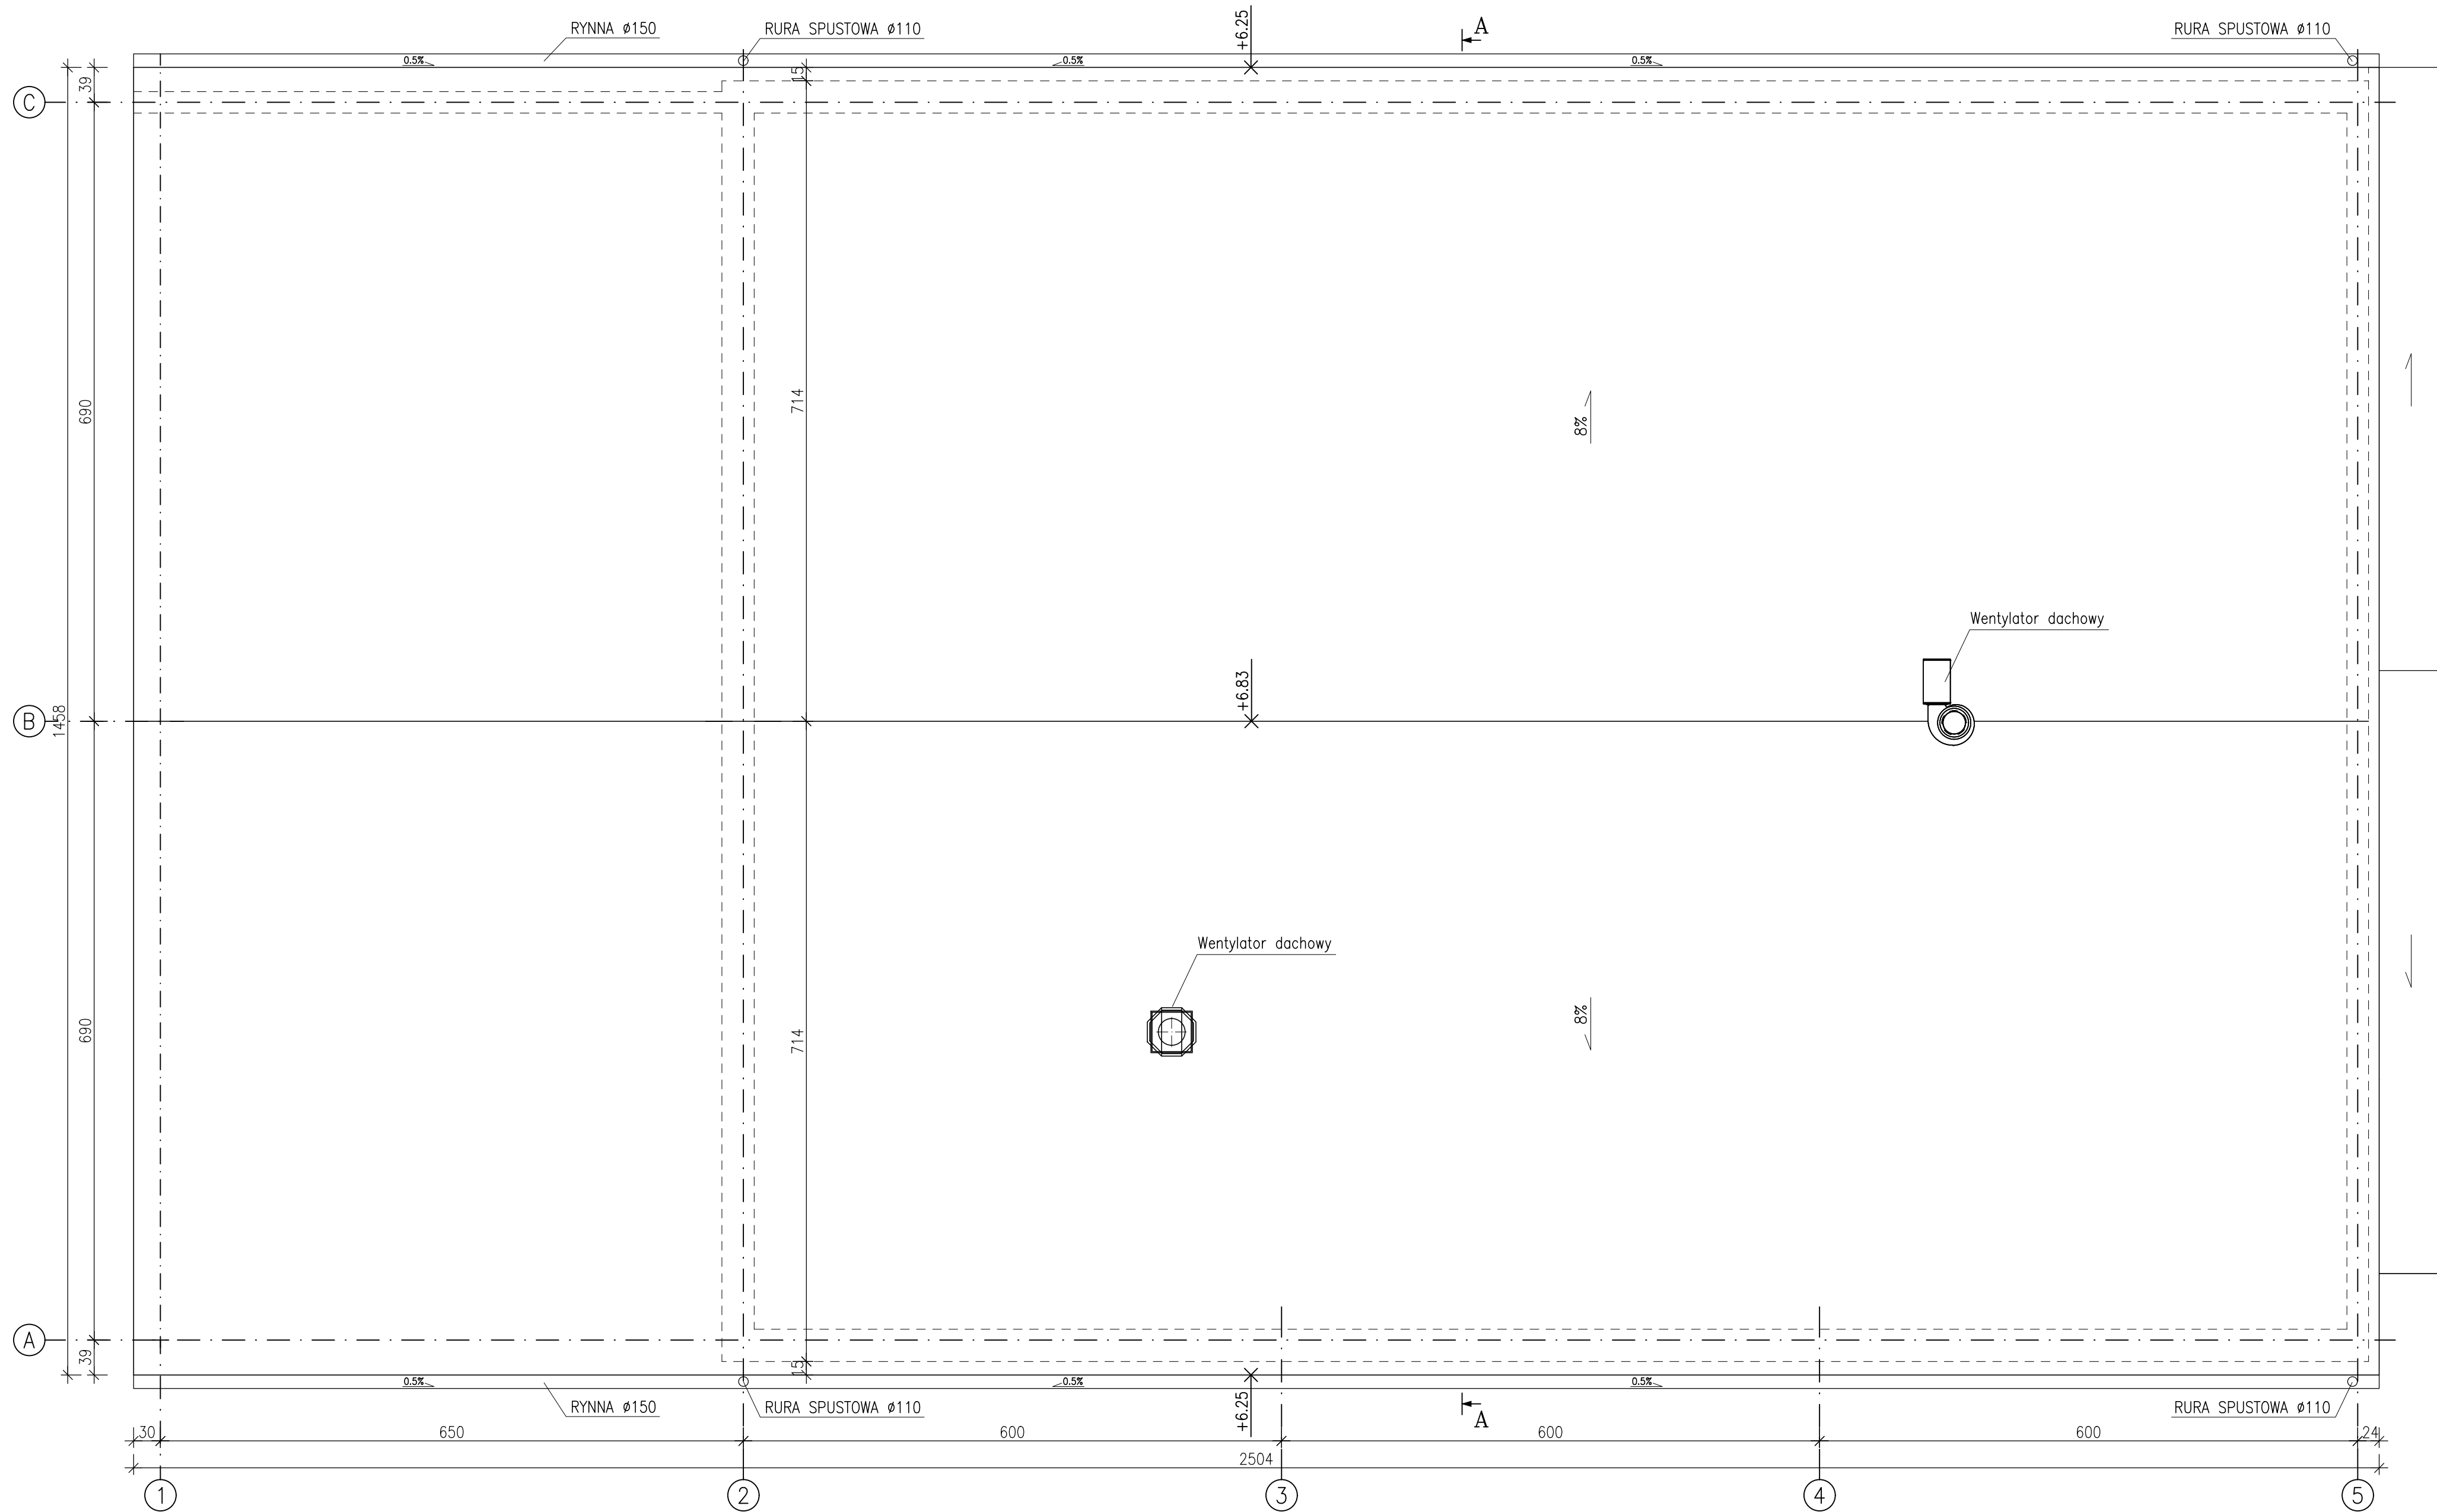 RYNNA ø150
RURA SPUSTOWA ø110
+6.25
A
RURA SPUSTOWA ø110
0.5%
0.5%
0.5%
39
15
C
690
714
8%
Wentylator dachowy
+6.83
B
1458
Wentylator dachowy
690
714
8%
A
39
15
0.5%
0.5%
0.5%
RYNNA ø150
RURA SPUSTOWA ø110
+6.25
A
RURA SPUSTOWA ø110
30
650
600
600
600
24
2504
1
2
3
4
5